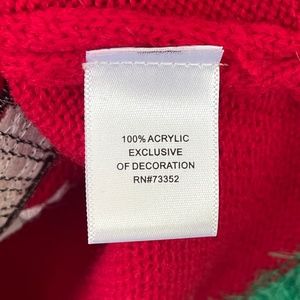 100% ACRYLIC
EXCLUSIVE
OF DECORATION
RN#73352